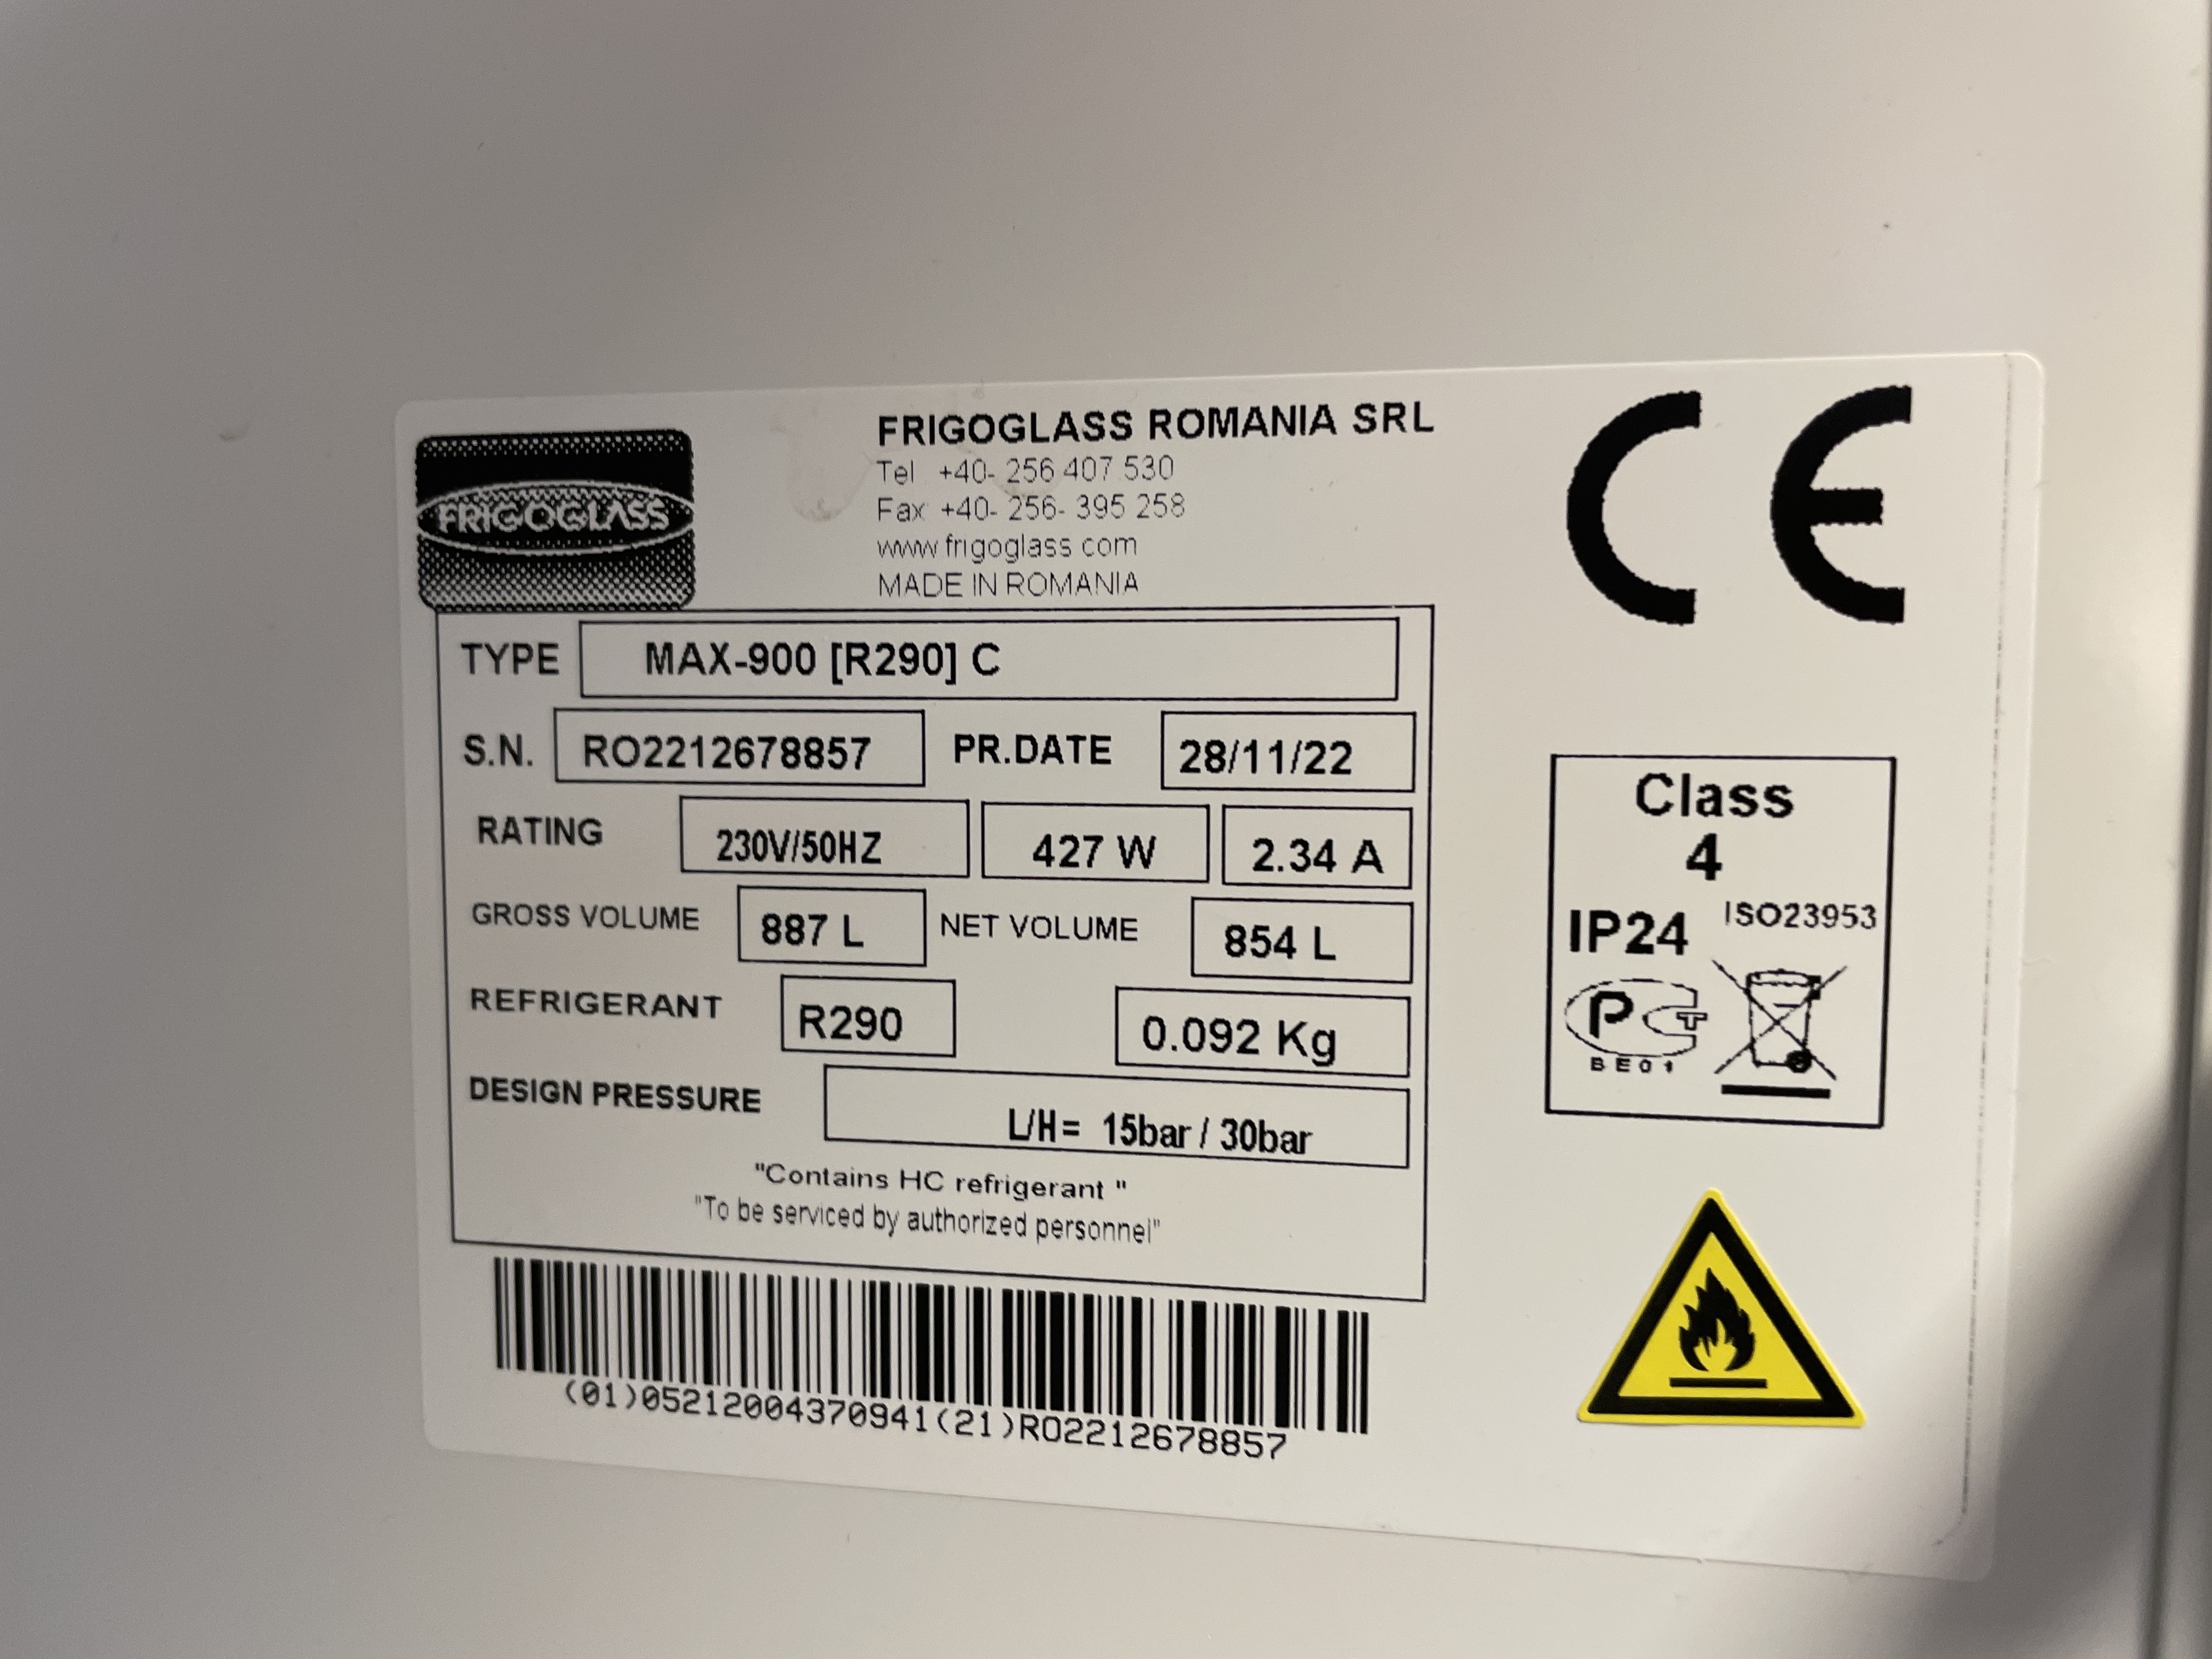 FRIGOGLASS
FRIGOGLASS ROMANIA SRL
Tel +40- 256 407 530
Fax +40- 256- 395 258
www frigoglass com
MADE IN ROMANIA
CE
TYPE MAX-900 [R290] C
S.N. RO2212678857 PR.DATE 28/11/22
RATING 230V/50HZ 427 W 2.34 A
GROSS VOLUME 887 L NET VOLUME 854 L
REFRIGERANT R290 0.092 Kg
DESIGN PRESSURE L/H= 15bar / 30bar
"Contains HC refrigerant "
"To be serviced by authorized personnel"
(01)05212004370941(21)RO2212678857
Class
4
IP24 ISO23953
PCT
BE01